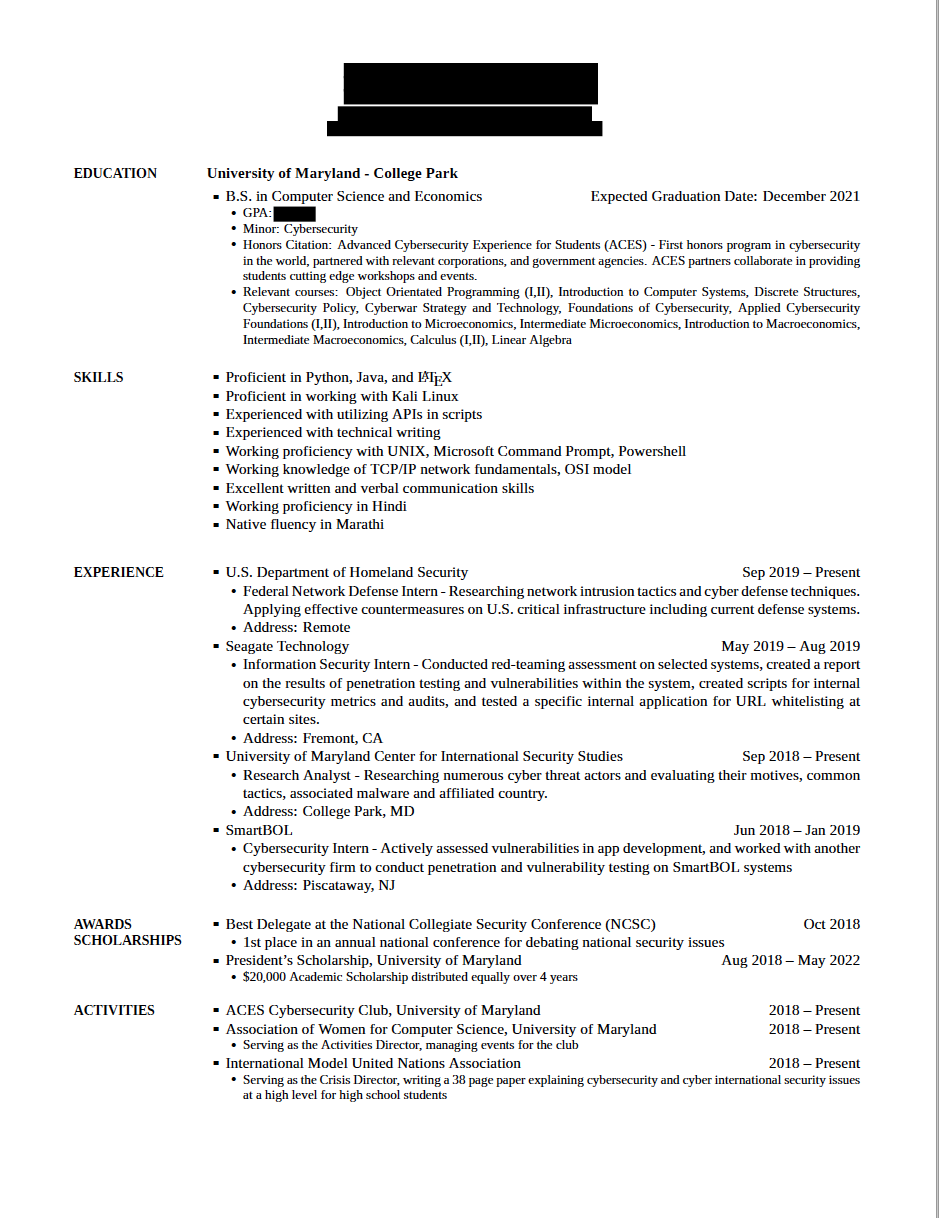 EDUCATION University of Maryland - College Park
▪ B.S. in Computer Science and Economics Expected Graduation Date: December 2021
• GPA:
• Minor: Cybersecurity
• Honors Citation: Advanced Cybersecurity Experience for Students (ACES) - First honors program in cybersecurity
in the world, partnered with relevant corporations, and government agencies. ACES partners collaborate in providing
students cutting edge workshops and events.
• Relevant courses: Object Orientated Programming (I,II), Introduction to Computer Systems, Discrete Structures,
Cybersecurity Policy, Cyberwar Strategy and Technology, Foundations of Cybersecurity, Applied Cybersecurity
Foundations (I,II), Introduction to Microeconomics, Intermediate Microeconomics, Introduction to Macroeconomics,
Intermediate Macroeconomics, Calculus (I,II), Linear Algebra
SKILLS ▪ Proficient in Python, Java, and LATEX
▪ Proficient in working with Kali Linux
▪ Experienced with utilizing APIs in scripts
▪ Experienced with technical writing
▪ Working proficiency with UNIX, Microsoft Command Prompt, Powershell
▪ Working knowledge of TCP/IP network fundamentals, OSI model
▪ Excellent written and verbal communication skills
▪ Working proficiency in Hindi
▪ Native fluency in Marathi
EXPERIENCE ▪ U.S. Department of Homeland Security Sep 2019 – Present
• Federal Network Defense Intern - Researching network intrusion tactics and cyber defense techniques.
Applying effective countermeasures on U.S. critical infrastructure including current defense systems.
• Address: Remote
▪ Seagate Technology May 2019 – Aug 2019
• Information Security Intern - Conducted red-teaming assessment on selected systems, created a report
on the results of penetration testing and vulnerabilities within the system, created scripts for internal
cybersecurity metrics and audits, and tested a specific internal application for URL whitelisting at
certain sites.
• Address: Fremont, CA
▪ University of Maryland Center for International Security Studies Sep 2018 – Present
• Research Analyst - Researching numerous cyber threat actors and evaluating their motives, common
tactics, associated malware and affiliated country.
• Address: College Park, MD
▪ SmartBOL Jun 2018 – Jan 2019
• Cybersecurity Intern - Actively assessed vulnerabilities in app development, and worked with another
cybersecurity firm to conduct penetration and vulnerability testing on SmartBOL systems
• Address: Piscataway, NJ
AWARDS ▪ Best Delegate at the National Collegiate Security Conference (NCSC) Oct 2018
SCHOLARSHIPS • 1st place in an annual national conference for debating national security issues
▪ President’s Scholarship, University of Maryland Aug 2018 – May 2022
• $20,000 Academic Scholarship distributed equally over 4 years
ACTIVITIES ▪ ACES Cybersecurity Club, University of Maryland 2018 – Present
▪ Association of Women for Computer Science, University of Maryland 2018 – Present
• Serving as the Activities Director, managing events for the club
▪ International Model United Nations Association 2018 – Present
• Serving as the Crisis Director, writing a 38 page paper explaining cybersecurity and cyber international security issues
at a high level for high school students